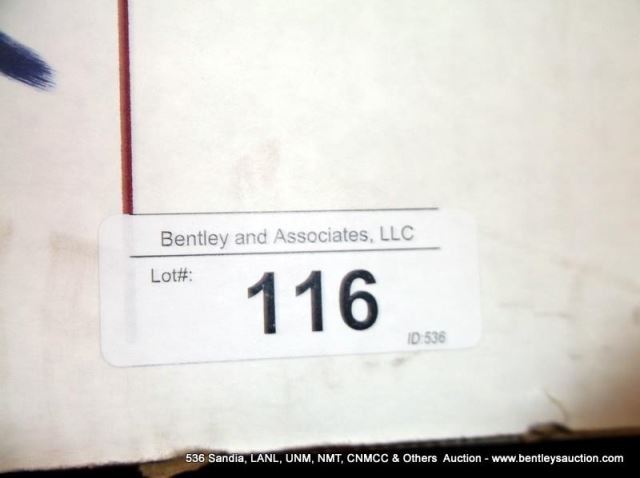 Bentley and Associates, LLC
Lot#:
116
ID:536
536 Sandia, LANL, UNM, NMT, CNMCC & Others  Auction - www.bentleysauction.com